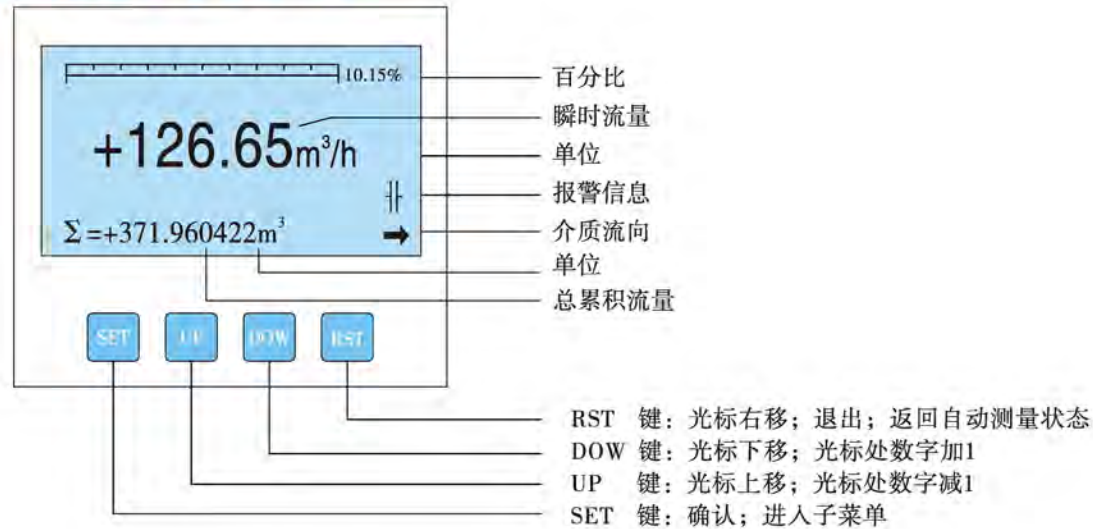 10.15%
+126.65m³/h
Σ=+371.960422m³
百分比
瞬时流量
单位
报警信息
介质流向
单位
总累积流量
SET UP DOW RST
RST 键：光标右移；退出；返回自动测量状态
DOW 键：光标下移；光标处数字加1
UP 键：光标上移；光标处数字减1
SET 键：确认；进入子菜单